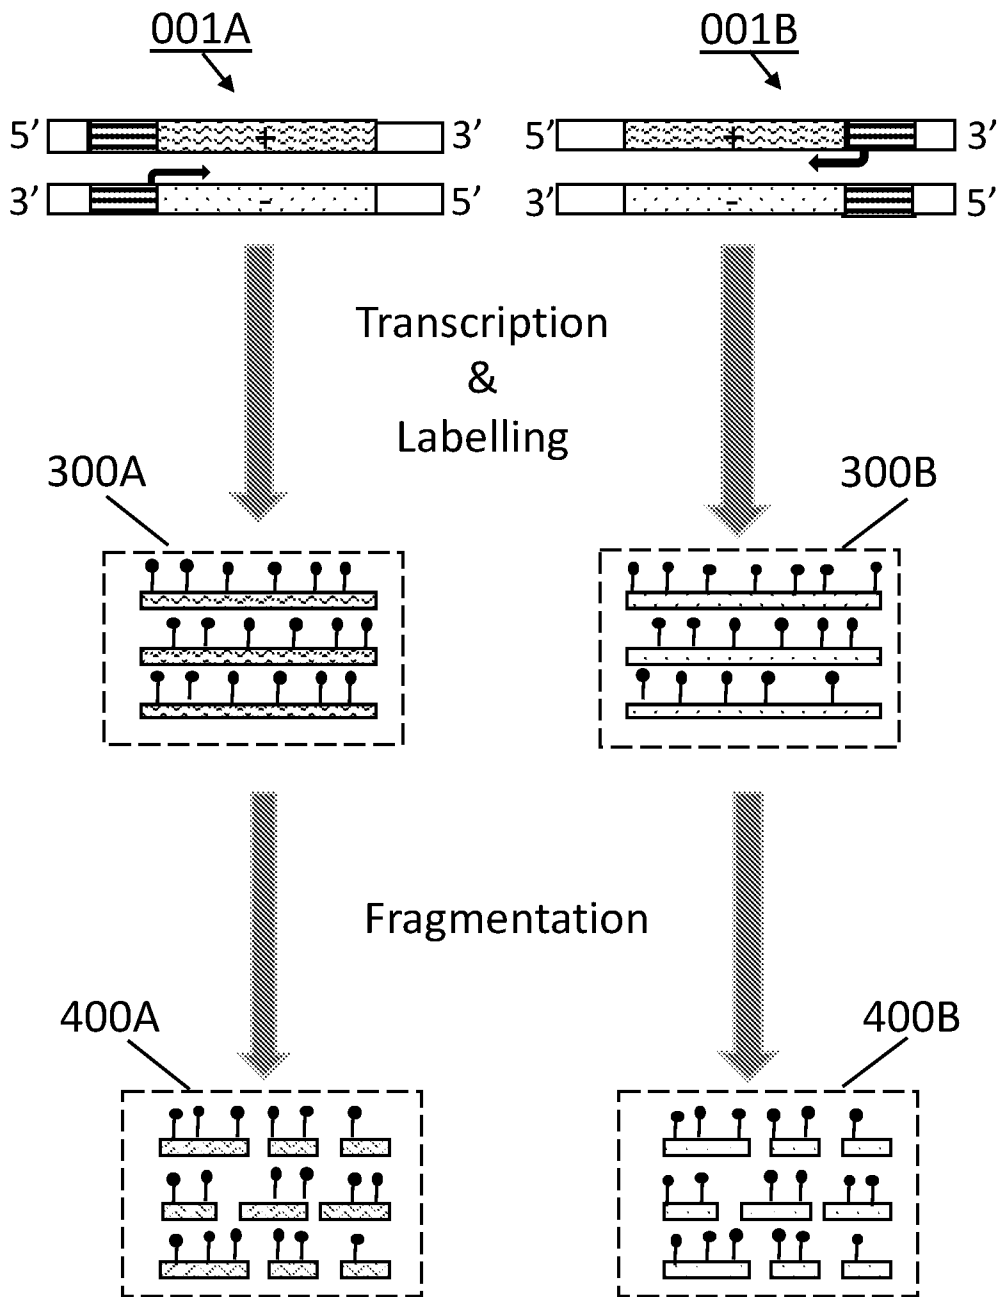 001A 001B
5’ + 3’ 5’ + 3’
3’ - 5’ 3’ - 5’
Transcription
&
Labelling
300A 300B
Fragmentation
400A 400B